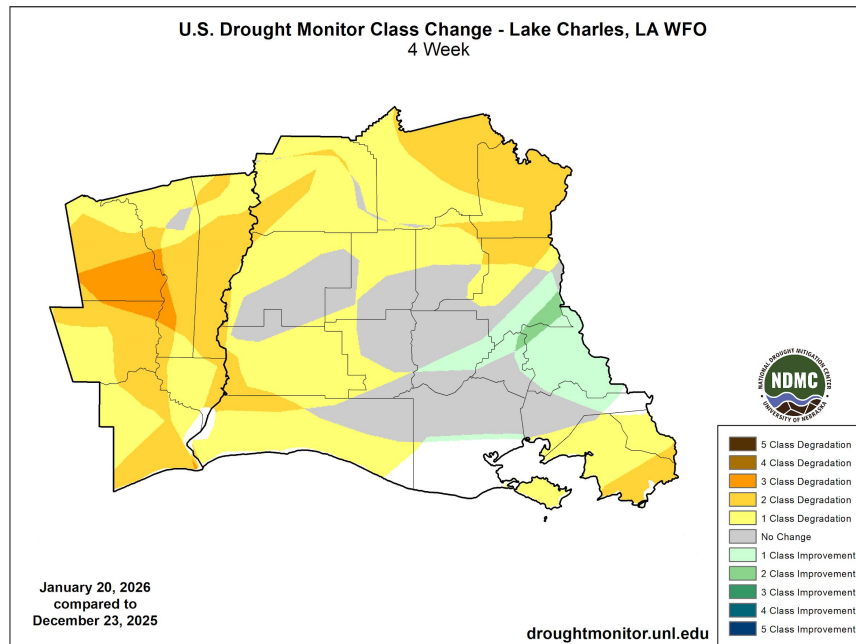 U.S. Drought Monitor Class Change - Lake Charles, LA WFO
4 Week
NATIONAL DROUGHT MITIGATION CENTER
NDMC
UNIVERSITY OF NEBRASKA
5 Class Degradation
4 Class Degradation
3 Class Degradation
2 Class Degradation
1 Class Degradation
No Change
1 Class Improvement
2 Class Improvement
3 Class Improvement
4 Class Improvement
5 Class Improvement
January 20, 2026
compared to
December 23, 2025
droughtmonitor.unl.edu